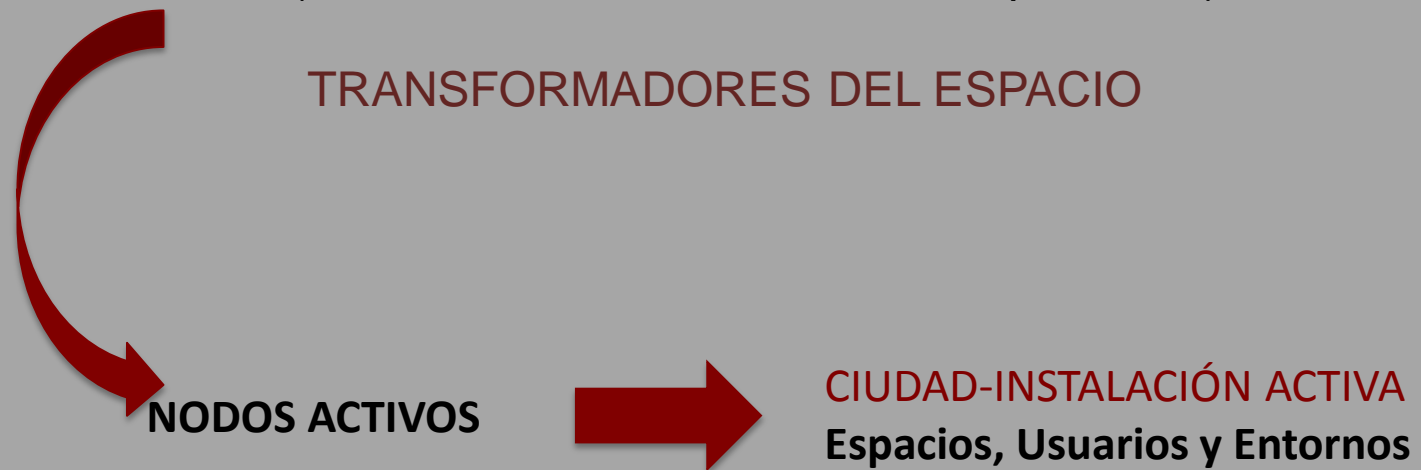 TRANSFORMADORES DEL ESPACIO
NODOS ACTIVOS
CIUDAD-INSTALACIÓN ACTIVA
Espacios, Usuarios y Entornos